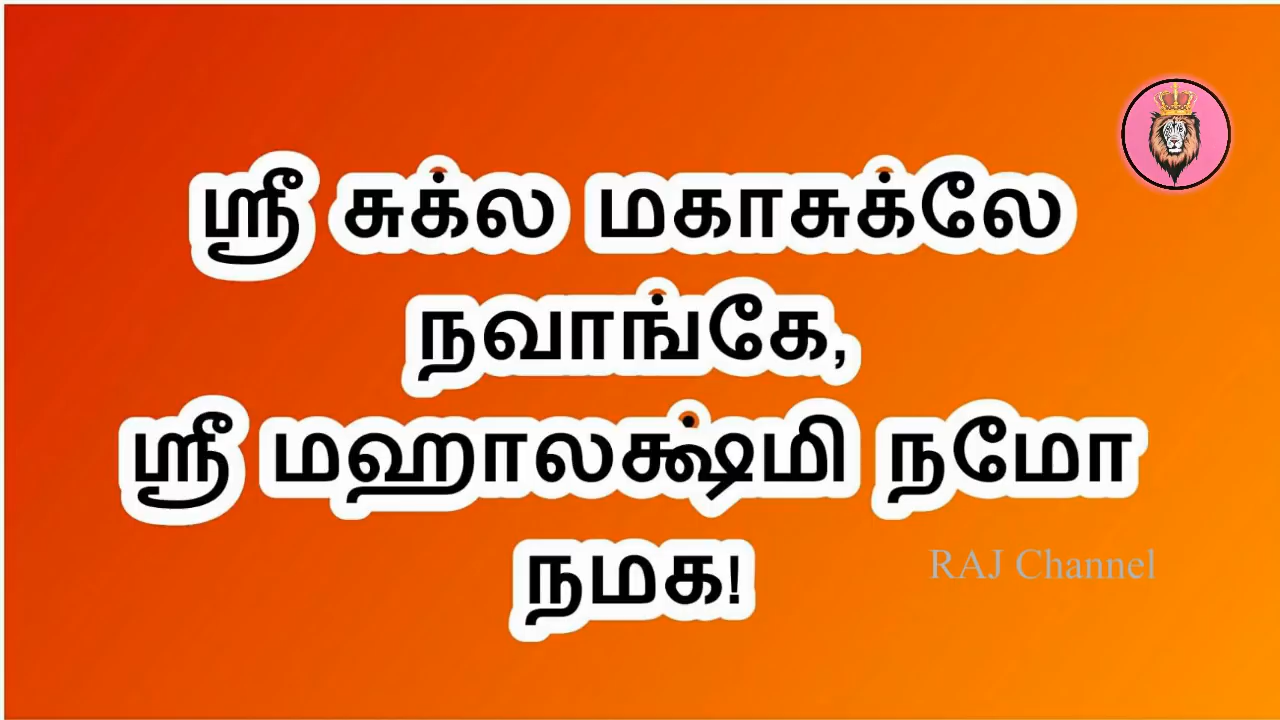 ஸ்ரீ சுக்ல மகாசுக்லே
நவாங்கே,
ஸ்ரீ மஹாலக்ஷ்மி நமோ
நமக!
RAJ Channel